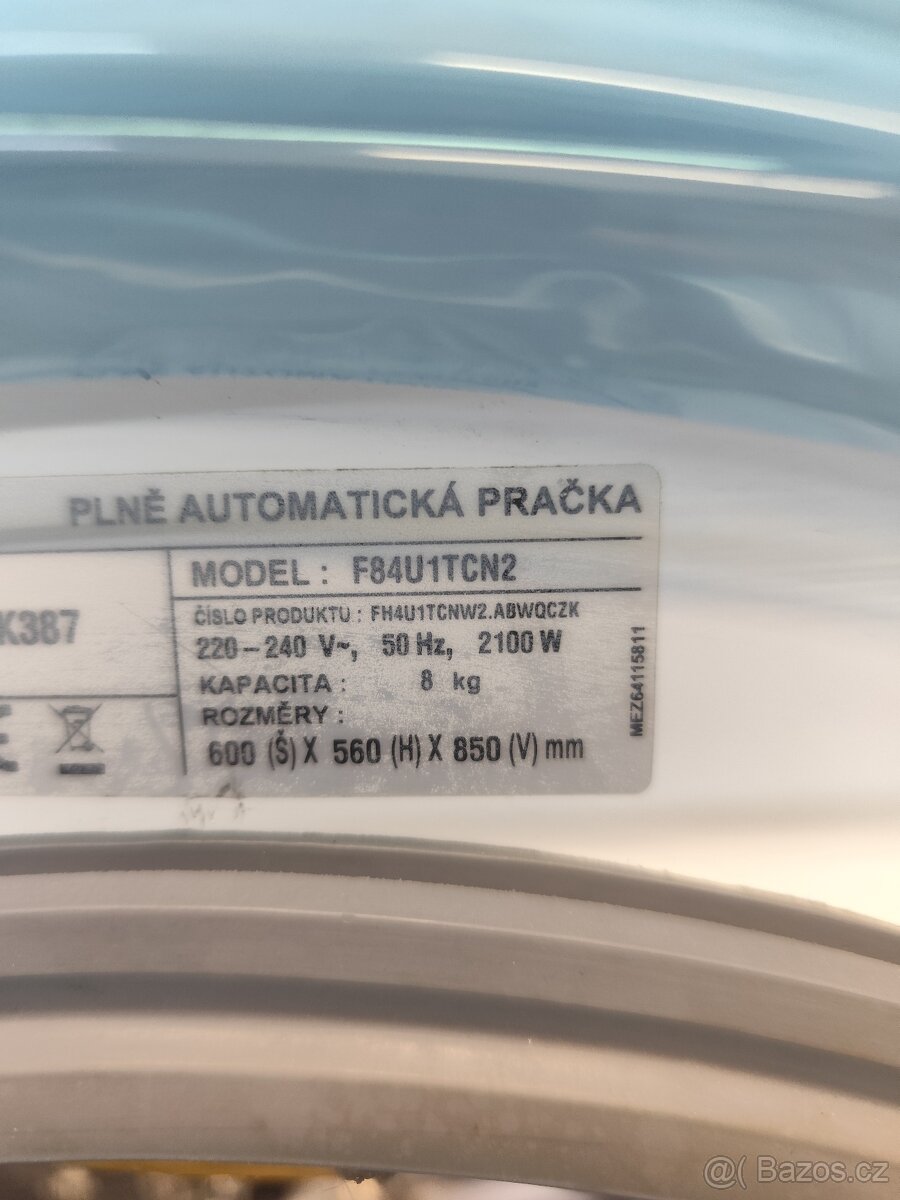 PLNĚ AUTOMATICKÁ PRAČKA
MODEL : F84U1TCN2
K387
ČÍSLO PRODUKTU : FH4U1TCNW2.ABWQCZK
220-240 V~, 50 Hz, 2100 W
KAPACITA : 8 kg
ROZMĚRY :
600 (Š) X 560 (H) X 850 (V) mm
MEZ64115811
@( Bazos.cz